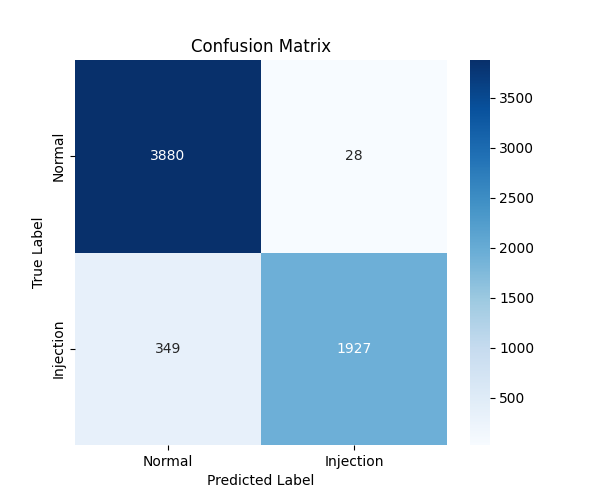 Confusion Matrix
True Label
Normal
3880
28
Injection
349
1927
Normal
Injection
Predicted Label
3500
3000
2500
2000
1500
1000
500